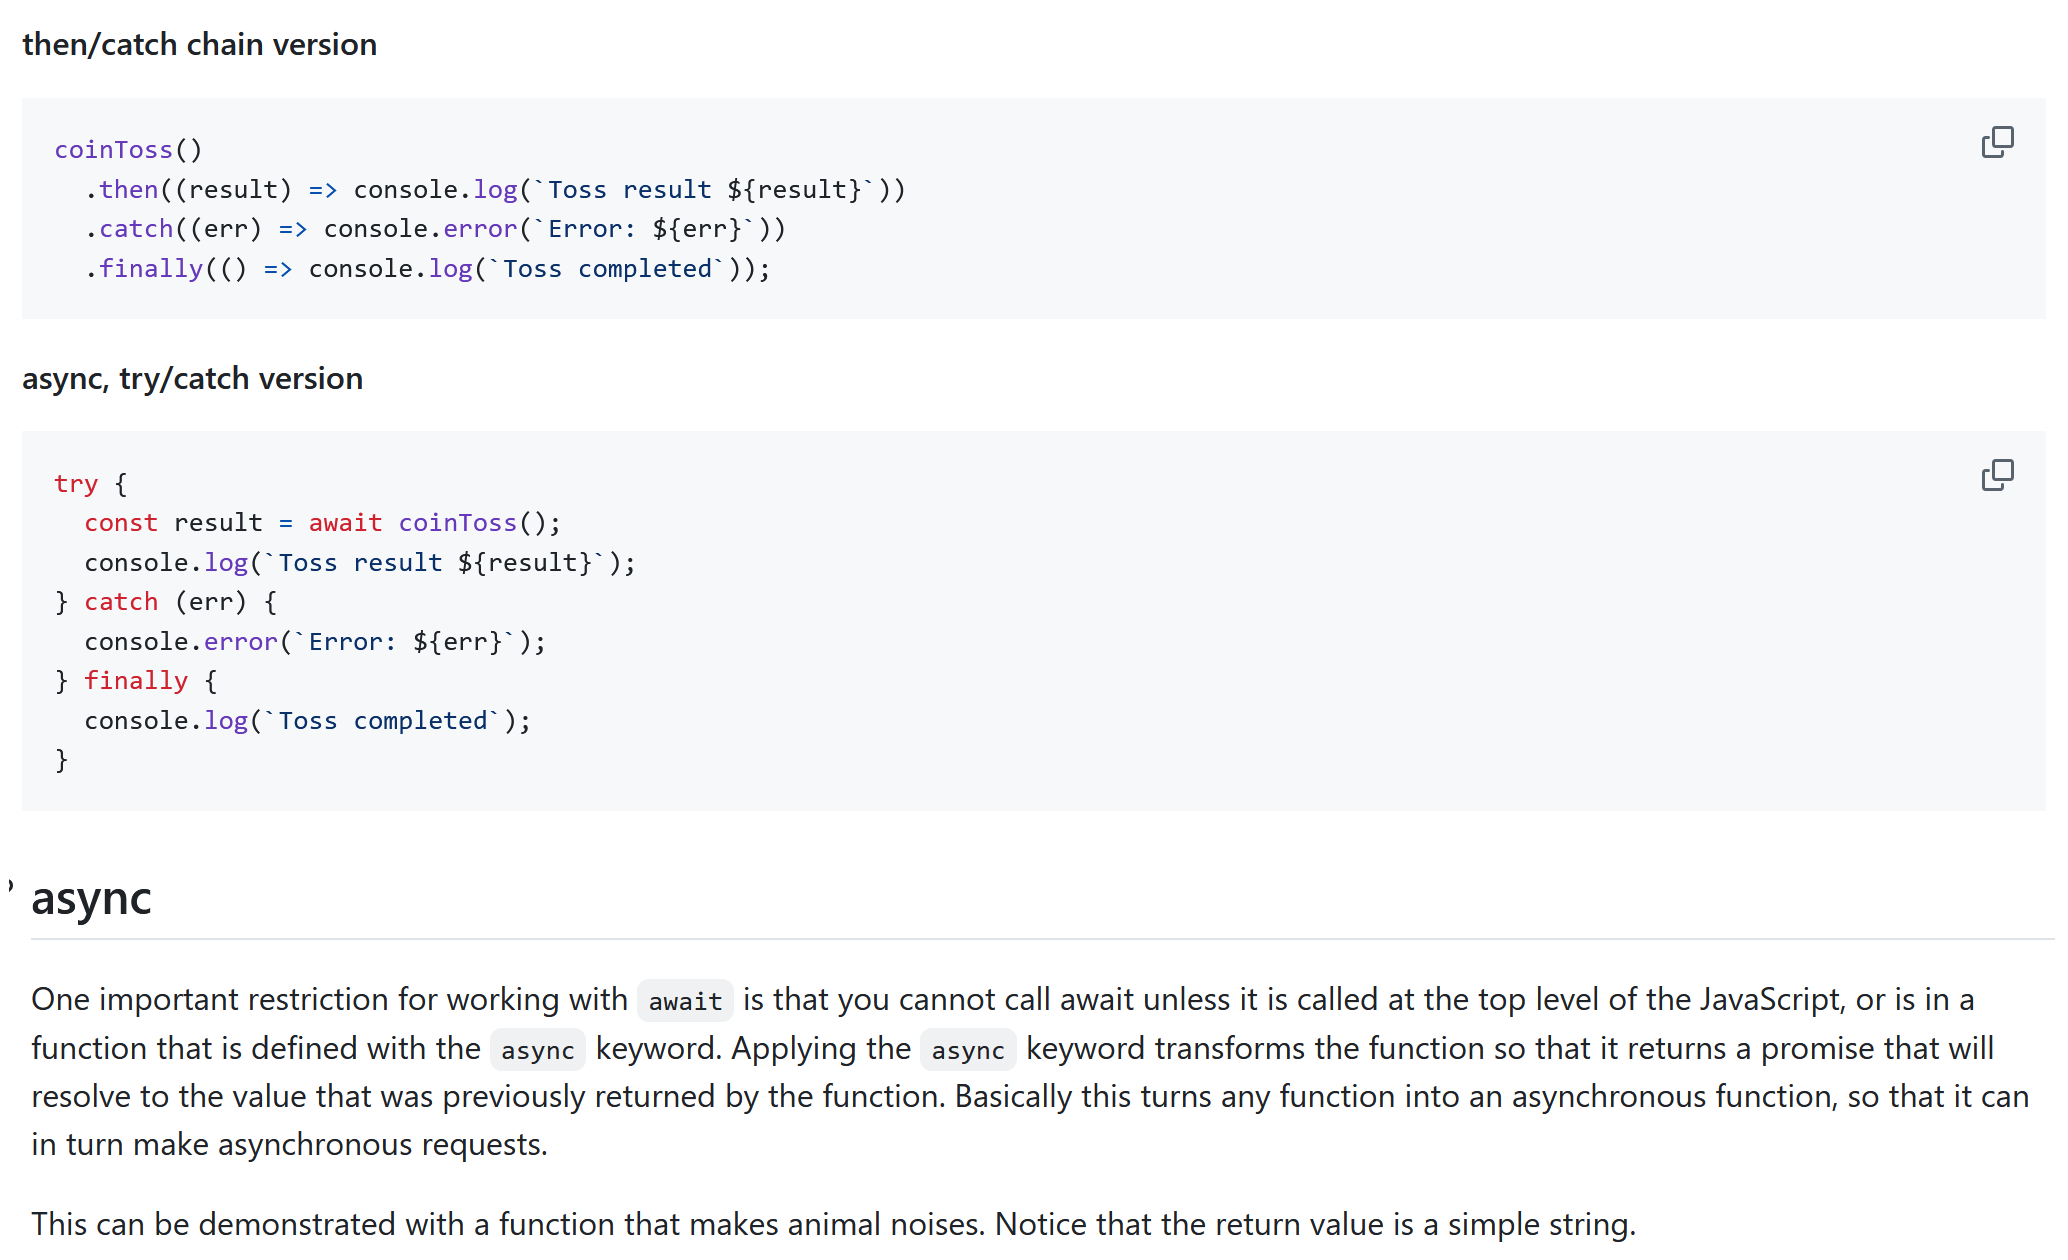 then/catch chain version
coinToss()
  .then((result) => console.log(`Toss result ${result}`))
  .catch((err) => console.error(`Error: ${err}`))
  .finally(() => console.log(`Toss completed`));
async, try/catch version
try {
  const result = await coinToss();
  console.log(`Toss result ${result}`);
} catch (err) {
  console.error(`Error: ${err}`);
} finally {
  console.log(`Toss completed`);
}
async
One important restriction for working with await is that you cannot call await unless it is called at the top level of the JavaScript, or is in a
function that is defined with the async keyword. Applying the async keyword transforms the function so that it returns a promise that will
resolve to the value that was previously returned by the function. Basically this turns any function into an asynchronous function, so that it can
in turn make asynchronous requests.
This can be demonstrated with a function that makes animal noises. Notice that the return value is a simple string.